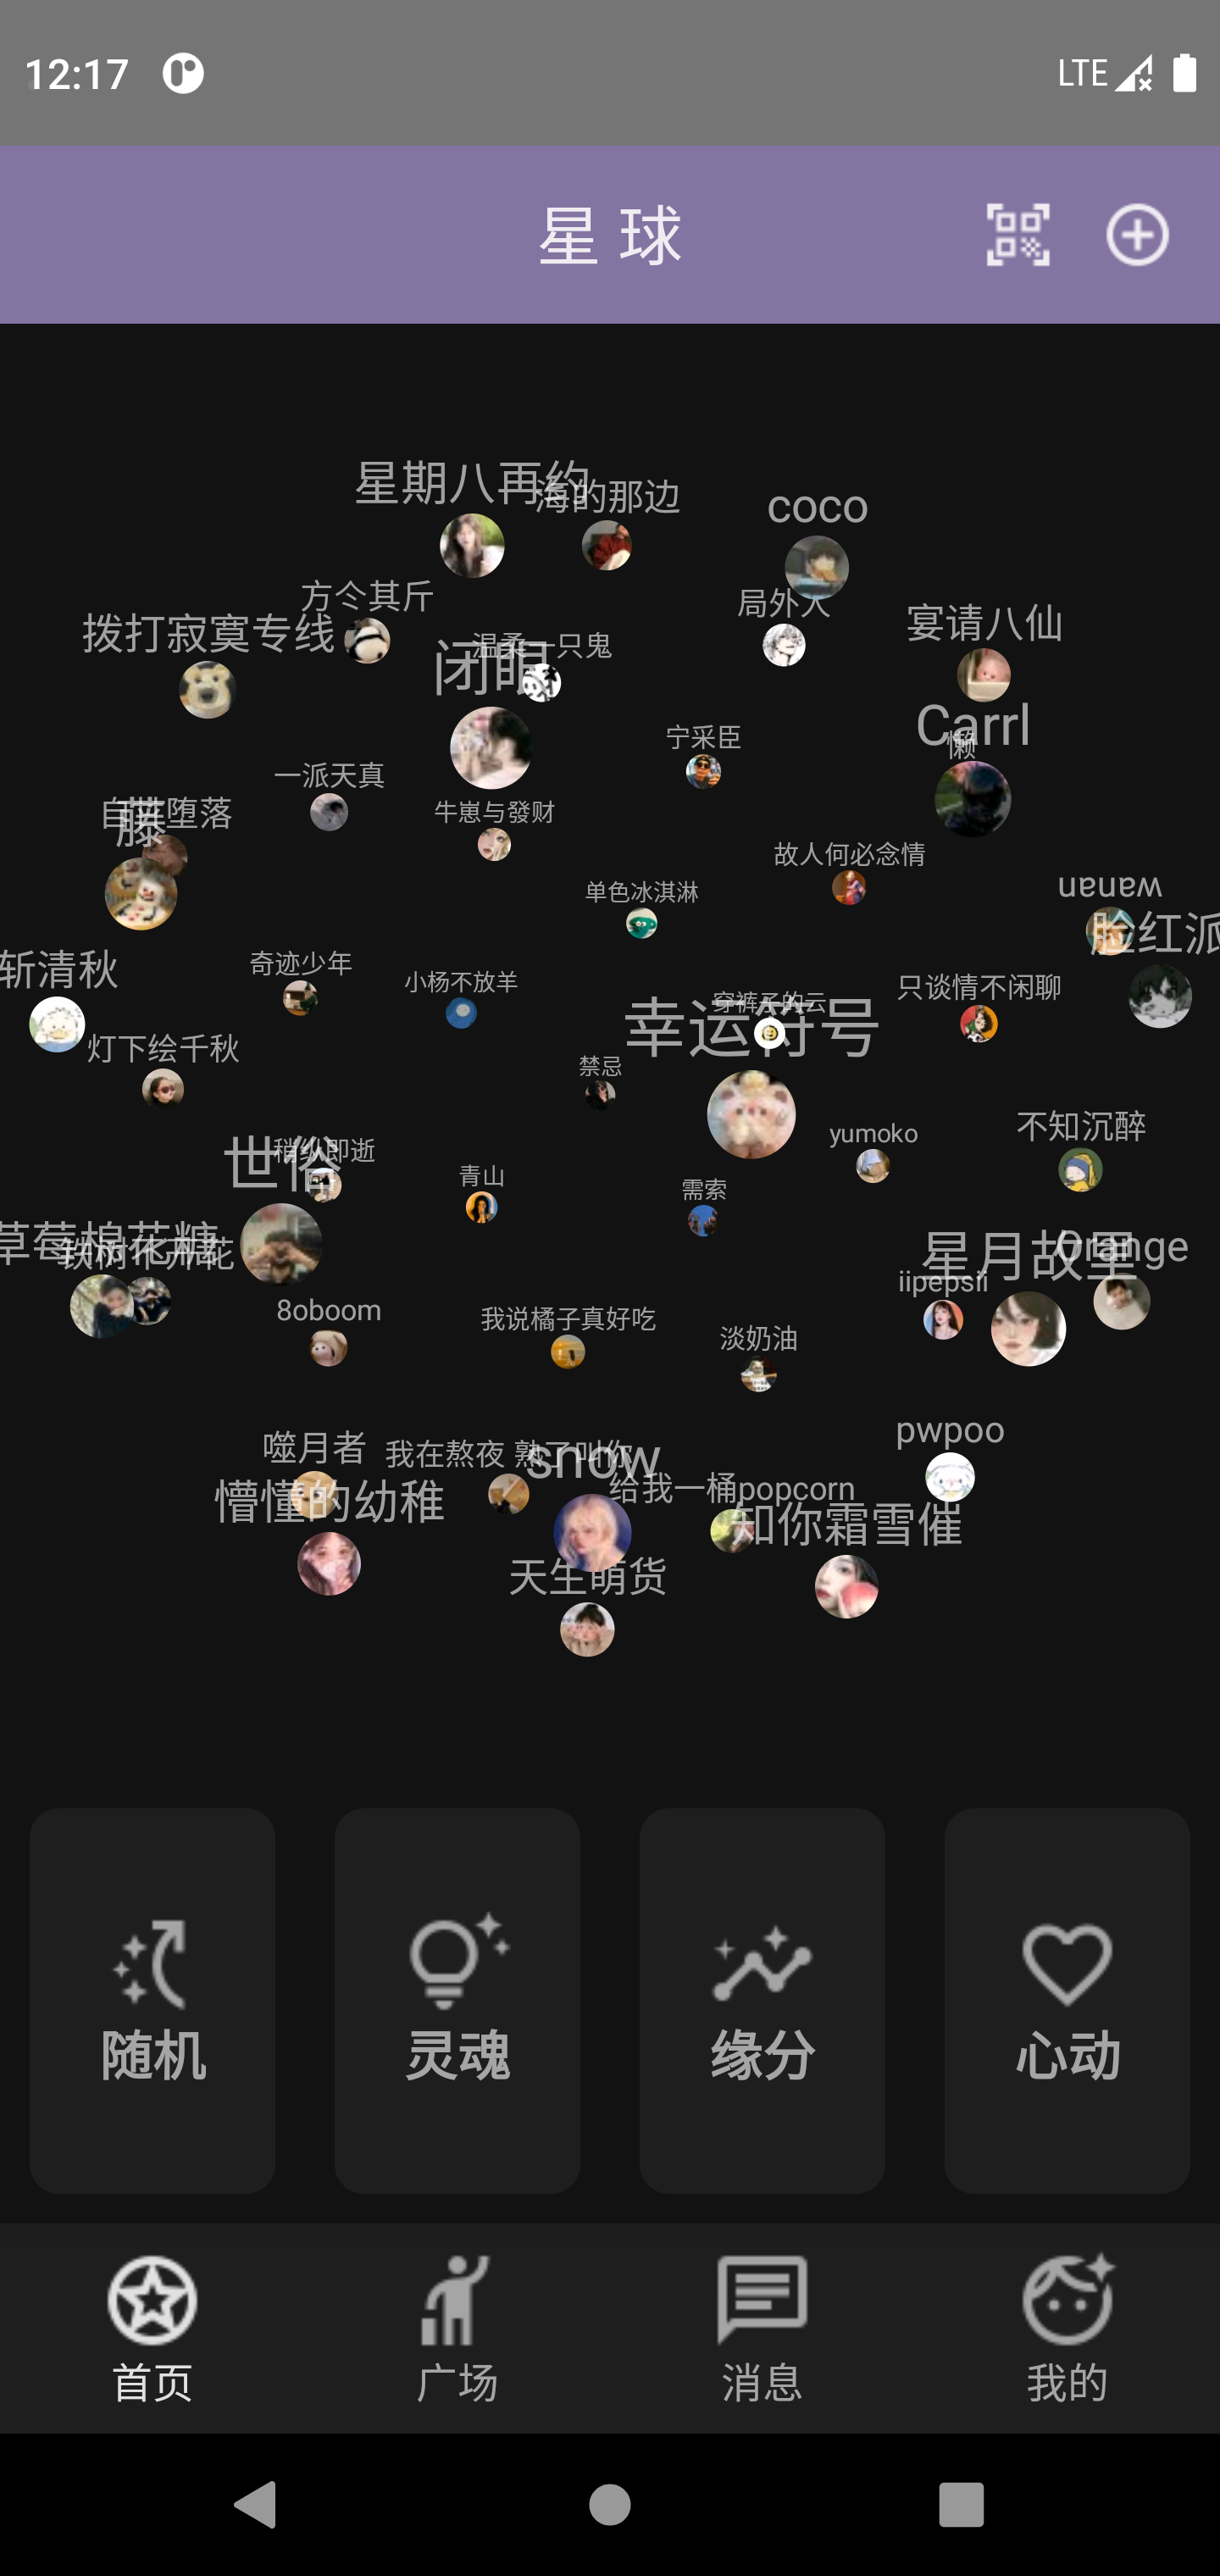 12:17
LTE
星球
星期八再约
海的那边
coco
方今其斤
局外人
拨打寂寞专线
宴请八仙
温柔一只鬼
闭眼
Carrl
懒
宁采臣
一派天真
牛崽与發财
藤
故人何必念情
单色冰淇淋
wanan
脸红派
斩清秋
奇迹少年
小杨不放羊
只谈情不闲聊
穿裤子的云
幸运符号
灯下绘千秋
禁忌
yumoko
不知沉醉
世俗
稍纵即逝
青山
需索
草莓棉花糖
铁树不开花
星月故里
Orange
iipepsii
8oboom
我说橘子真好吃
淡奶油
pwpoo
噬月者
我在熬夜 熟了叫你
snow
给我一桶popcorn
懵懂的幼稚
知你霜雪催
天生萌货
随机
灵魂
缘分
心动
首页
广场
消息
我的